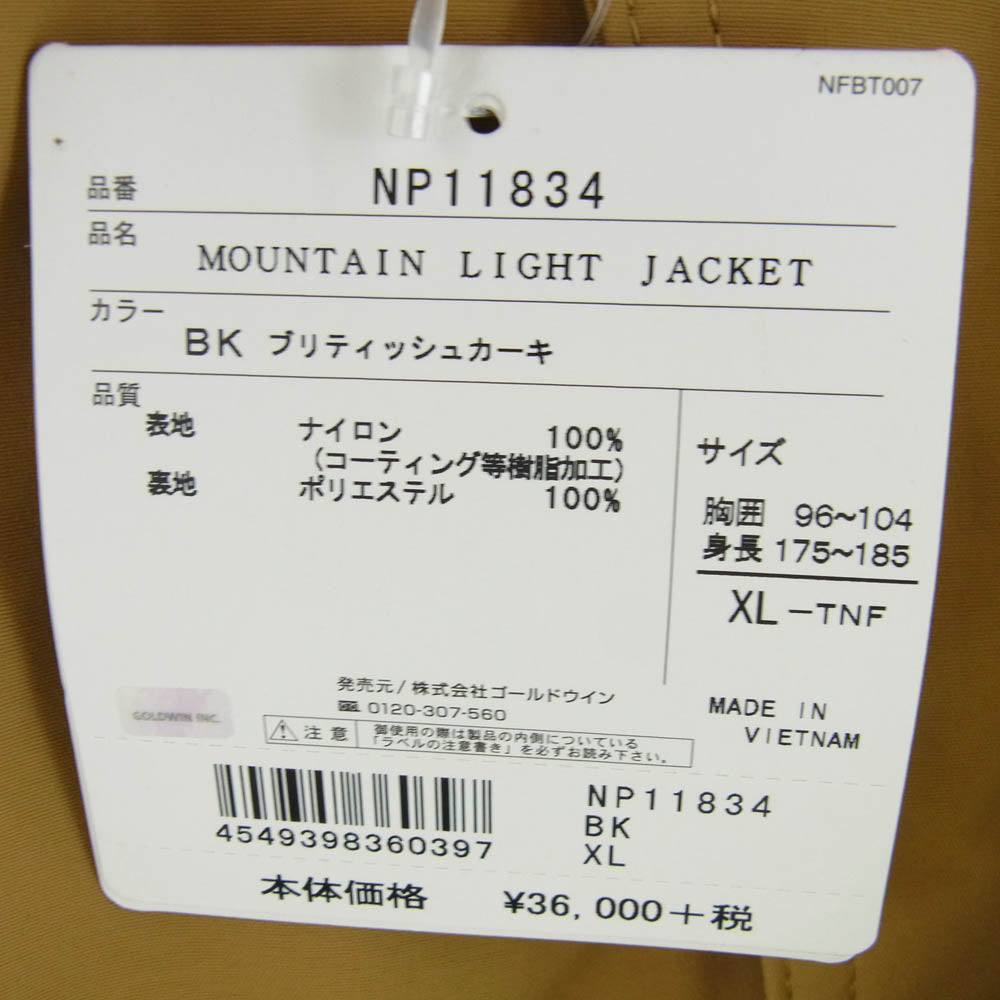 NFBT007
品番 NP11834
品名 MOUNTAIN LIGHT JACKET
カラー BK ブリティッシュカーキ
品質
表地 ナイロン 100%
(コーティング等樹脂加工)
裏地 ポリエステル 100%
サイズ
胸囲 96~104
身長 175~185
XL-TNF
発売元/株式会社ゴールドウイン
0120-307-560
GOLDWIN INC.
注意 御使用の際は製品の内側についている
「ラベルの注意書き」を必ずお読み下さい。
MADE IN
VIETNAM
4549398360397
NP11834
BK
XL
本体価格 ¥36,000+税